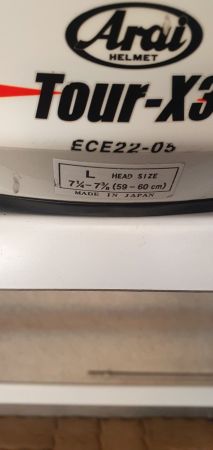 Arai
HELMET
Tour-X3
ECE22-05
L HEAD SIZE
7¼-7⅜ (59-60 cm)
MADE IN JAPAN